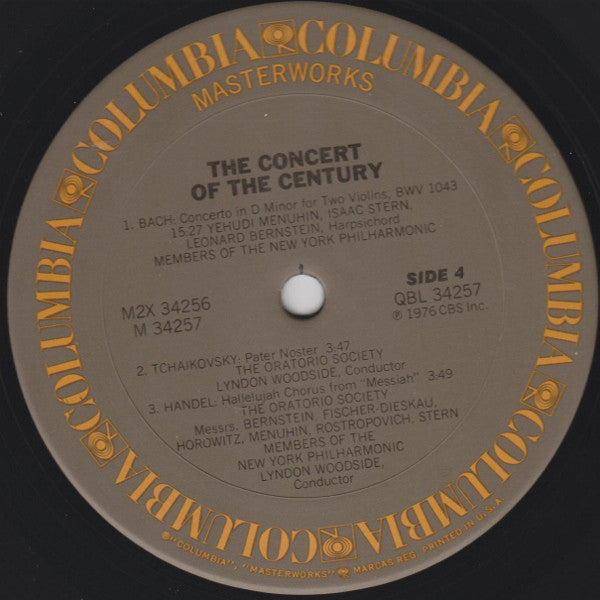 COLUMBIA COLUMBIA COLUMBIA COLUMBIA COLUMBIA COLUMBIA COLUMBIA COLUMBIA
MASTERWORKS
THE CONCERT
OF THE CENTURY
1. BACH: Concerto in D Minor for Two Violins, BWV 1043
15:27 YEHUDI MENUHIN, ISAAC STERN,
LEONARD BERNSTEIN, Harpsichord
MEMBERS OF THE NEW YORK PHILHARMONIC
M2X 34256
M 34257
SIDE 4
QBL 34257
℗ 1976 CBS Inc.
2. TCHAIKOVSKY: Pater Noster 3:47
THE ORATORIO SOCIETY
LYNDON WOODSIDE, Conductor
3. HANDEL: Hallelujah Chorus from "Messiah" 3:49
THE ORATORIO SOCIETY
Messrs. BERNSTEIN, FISCHER-DIESKAU,
HOROWITZ, MENUHIN, ROSTROPOVICH, STERN
MEMBERS OF THE
NEW YORK PHILHARMONIC
LYNDON WOODSIDE,
Conductor
® "COLUMBIA", "MASTERWORKS" MARCAS REG. PRINTED IN U.S.A.